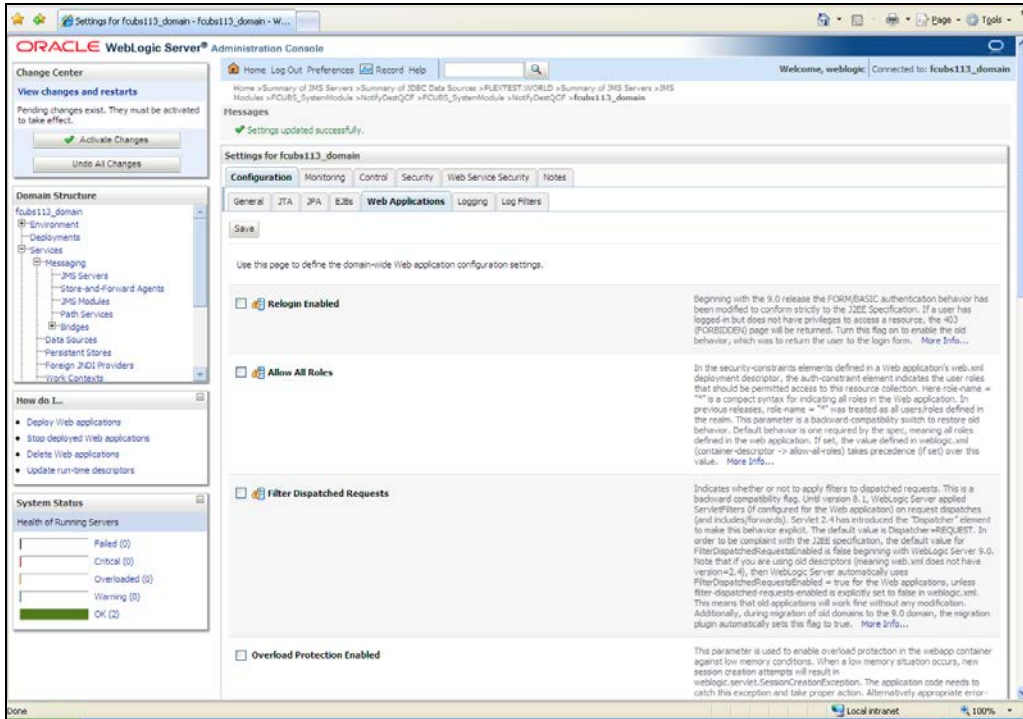 Settings for fcubs113_domain - fcubs113_domain - W...
Page
Tools
ORACLE WebLogic Server® Administration Console
Change Center
View changes and restarts
Pending changes exist. They must be activated
to take effect.
Activate Changes
Undo All Changes
Domain Structure
fcubs113_domain
Environment
Deployments
Services
Messaging
JMS Servers
Store-and-Forward Agents
JMS Modules
Path Services
Bridges
Data Sources
Persistent Stores
Foreign JNDI Providers
Work Contexts
How do I...
Deploy Web applications
Stop deployed Web applications
Delete Web applications
Update run-time descriptors
System Status
Health of Running Servers
Failed (0)
Critical (0)
Overloaded (0)
Warning (0)
OK (2)
Home Log Out Preferences Record Help
Welcome, weblogic Connected to: fcubs113_domain
Home >Summary of JMS Servers >Summary of JDBC Data Sources >FLEXTEST.WORLD >Summary of JMS Servers >JMS
Modules >FCUBS_SystemModule >NotifyDestQCF >FCUBS_SystemModule >NotifyDestQCF >fcubs113_domain
Messages
Settings updated successfully.
Settings for fcubs113_domain
Configuration Monitoring Control Security Web Service Security Notes
General JTA JPA EJBs Web Applications Logging Log Filters
Save
Use this page to define the domain-wide Web application configuration settings.
Relogin Enabled
Beginning with the 9.0 release the FORM/BASIC authentication behavior has
been modified to conform strictly to the J2EE Specification. If a user has
logged-in but does not have privileges to access a resource, the 403
(FORBIDDEN) page will be returned. Turn this flag on to enable the old
behavior, which was to return the user to the login form. More Info...
Allow All Roles
In the security-constraints elements defined in a Web application's web.xml
deployment descriptor, the auth-constraint element indicates the user roles
that should be permitted access to this resource collection. Here role-name =
"*" is a compact syntax for indicating all roles in the Web application. In
previous releases, role-name = "*" was treated as all users/roles defined in
the realm. This parameter is a backward-compatibility switch to restore old
behavior. Default behavior is one required by the spec, meaning all roles
defined in the web application. If set, the value defined in weblogic.xml
(container-descriptor -> allow-all-roles) takes precedence (if set) over this
value. More Info...
Filter Dispatched Requests
Indicates whether or not to apply filters to dispatched requests. This is a
backward compatibility flag. Until version 8.1, WebLogic Server applied
ServletFilters (if configured for the Web application) on request dispatches
(and includes/forwards). Servlet 2.4 has introduced the "Dispatcher" element
to make this behavior explicit. The default value is Dispatcher=REQUEST. In
order to be complaint with the J2EE specification, the default value for
FilterDispatchedRequestsEnabled is false beginning with WebLogic Server 9.0.
Note that if you are using old descriptors (meaning web.xml does not have
version=2.4), then WebLogic Server automatically uses
FilterDispatchedRequestsEnabled = true for the Web applications, unless
filter-dispatched-requests-enabled is explicitly set to false in weblogic.xml.
This means that old applications will work fine without any modification.
Additionally, during migration of old domains to the 9.0 domain, the migration
plugin automatically sets this flag to true. More Info...
Overload Protection Enabled
This parameter is used to enable overload protection in the webapp container
against low memory conditions. When a low memory situation occurs, new
session creation attempts will result in
weblogic.servlet.SessionCreationException. The application code needs to
catch this exception and take proper action. Alternatively appropriate error-
Done
Local intranet
100%